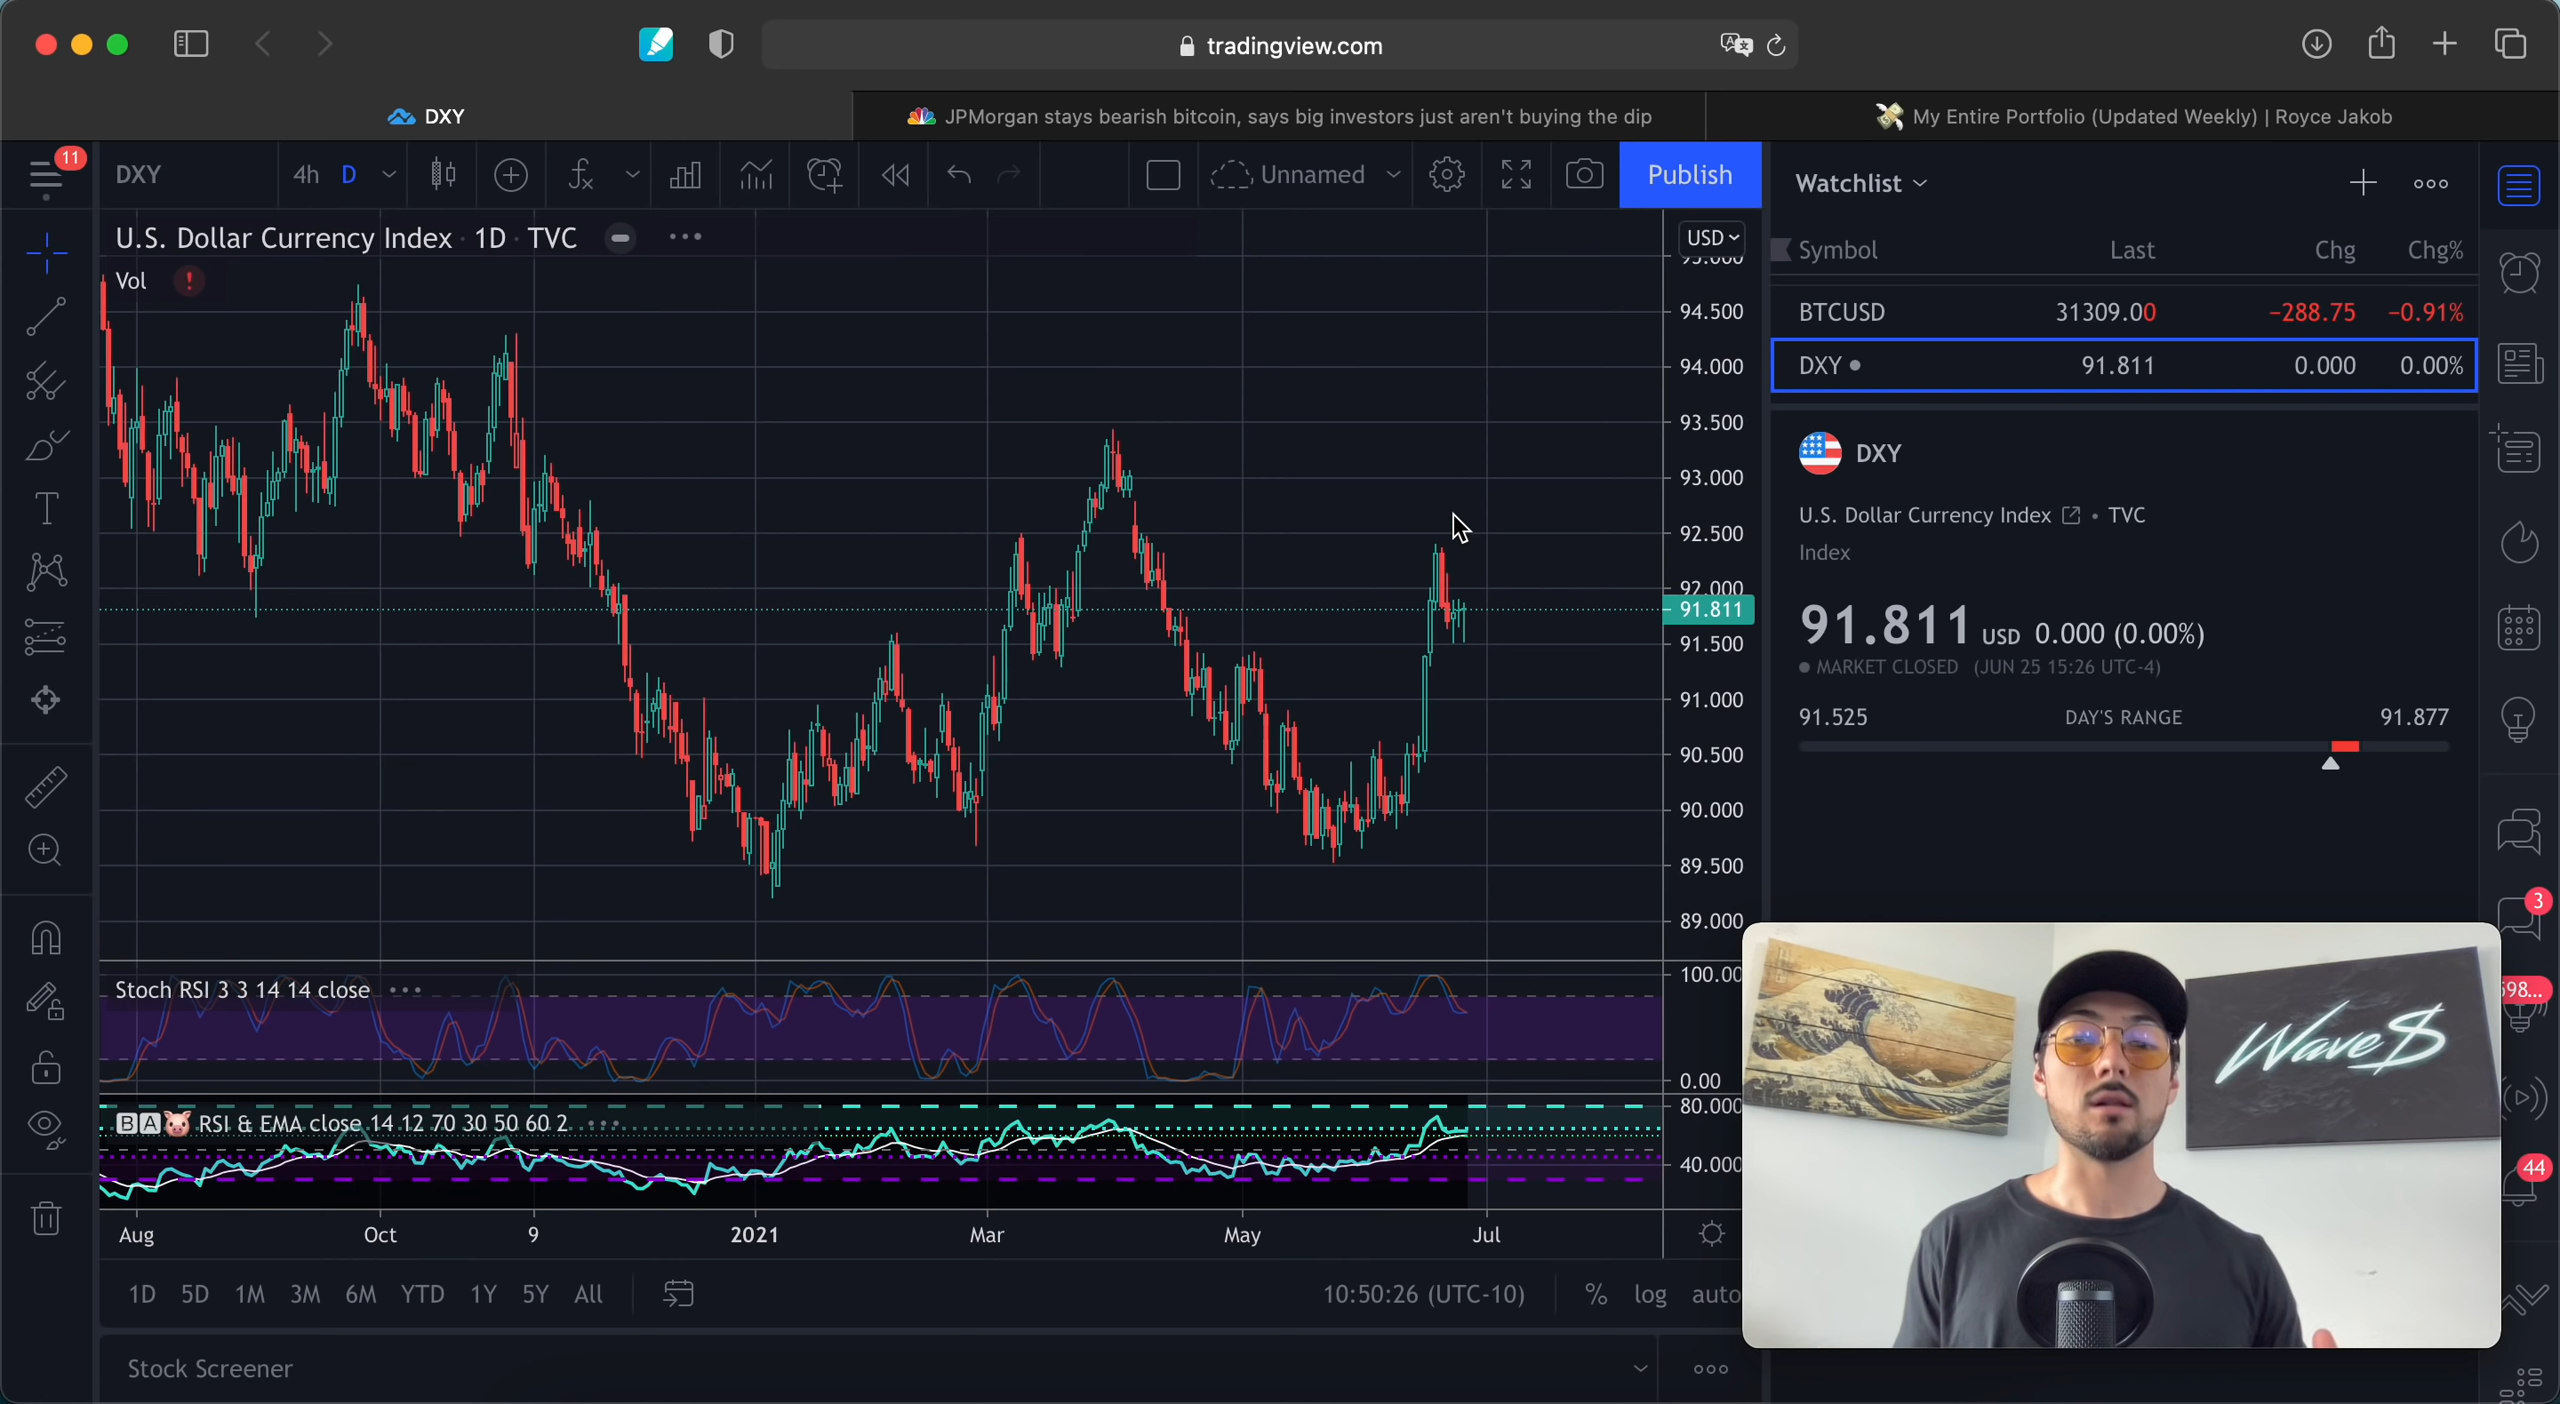 tradingview.com
DXY
JPMorgan stays bearish bitcoin, says big investors just aren't buying the dip
My Entire Portfolio (Updated Weekly) | Royce Jakob
11
DXY
4h
D
Unnamed
Publish
U.S. Dollar Currency Index · 1D · TVC
Vol
USD
94.500
94.000
93.500
93.000
92.500
92.000
91.811
91.500
91.000
90.500
90.000
89.500
89.000
Stoch RSI 3 3 14 14 close
100.00
0.00
BA RSI & EMA close 14 12 70 30 50 60 2
80.000
40.000
Aug Oct 9 2021 Mar May Jul
1D 5D 1M 3M 6M YTD 1Y 5Y All
10:50:26 (UTC-10)
% log auto
Stock Screener
Watchlist
Symbol Last Chg Chg%
BTCUSD 31309.00 −288.75 −0.91%
DXY 91.811 0.000 0.00%
DXY
U.S. Dollar Currency Index • TVC
Index
91.811 USD 0.000 (0.00%)
MARKET CLOSED (JUN 25 15:26 UTC-4)
91.525 DAY'S RANGE 91.877
3
598...
44
Wave$